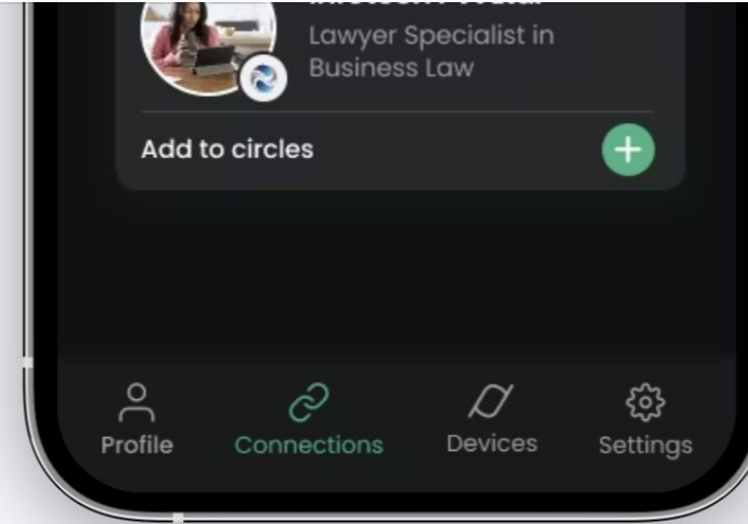 Lawyer Specialist in
Business Law
Add to circles
Profile
Connections
Devices
Settings